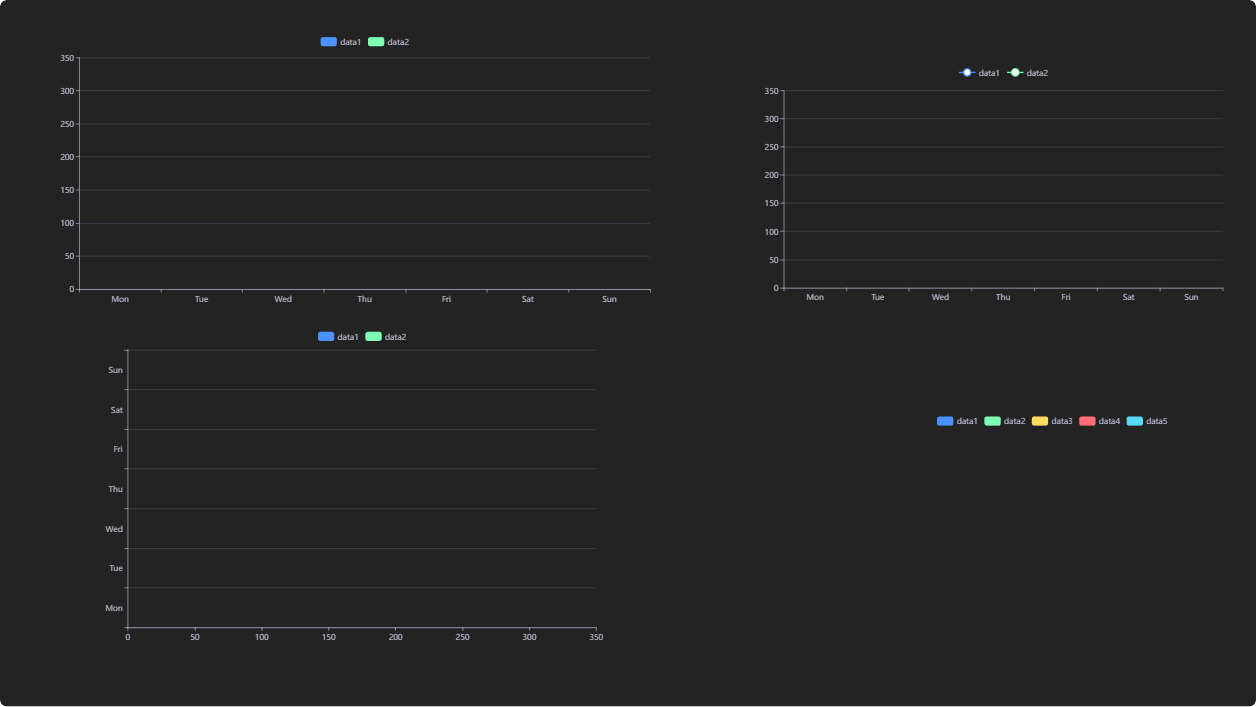 data1 data2
350
300
250
200
150
100
50
0
Mon Tue Wed Thu Fri Sat Sun
data1 data2
350
300
250
200
150
100
50
0
Mon Tue Wed Thu Fri Sat Sun
data1 data2
Sun
Sat
Fri
Thu
Wed
Tue
Mon
0 50 100 150 200 250 300 350
data1 data2 data3 data4 data5